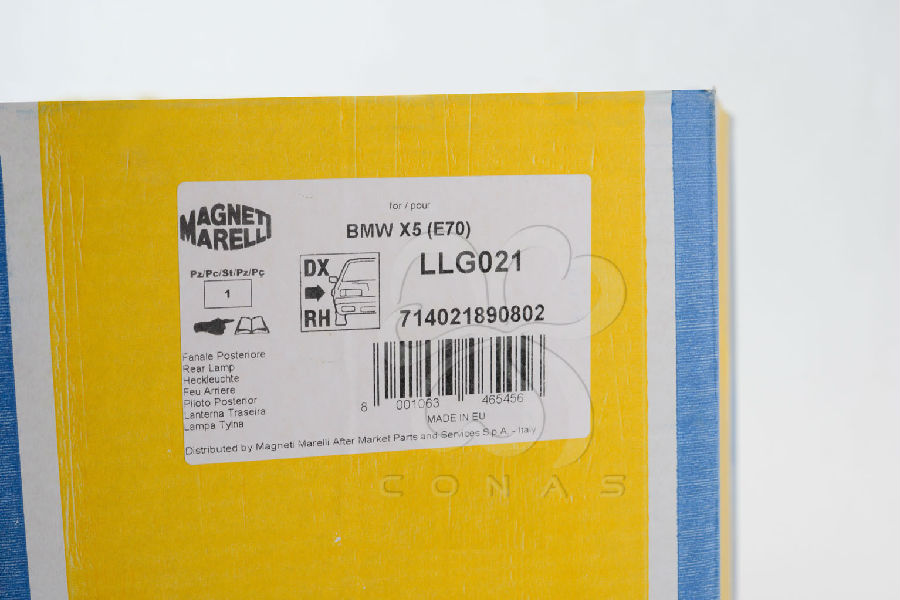 for / pour
MAGNETI
MARELLI
BMW X5 (E70)
DX
LLG021
Pz/Pc/St/Pz/Pç
1
RH
714021890802
Fanale Posteriore
Rear Lamp
Heckleuchte
Feu Arriere
Piloto Posterior
Lanterna Traseira
Lampa Tylna
8 001063 465456
MADE IN EU
Distributed by Magneti Marelli After Market Parts and Services S.p.A. - Italy
CONAS